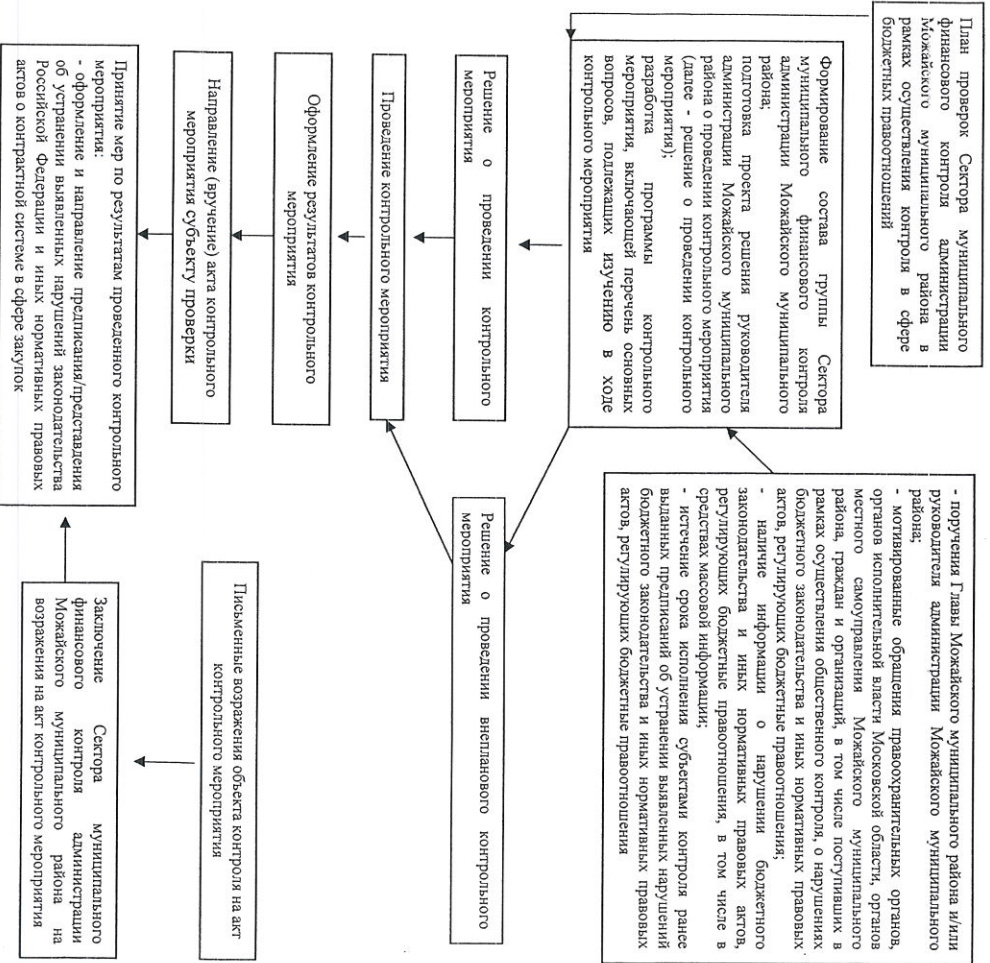 План проверок Сектора муниципального
финансового контроля администрации
Можайского муниципального района в
рамках осуществления контроля в сфере
бюджетных правоотношений
- поручения Главы Можайского муниципального района и/или
руководителя администрации Можайского муниципального
района;
- мотивированные обращения правоохранительных органов,
органов исполнительной власти Московской области, органов
местного самоуправления Можайского муниципального
района, граждан и организаций, в том числе поступивших в
рамках осуществления общественного контроля, о нарушениях
бюджетного законодательства и иных нормативных правовых
актов, регулирующих бюджетные правоотношения;
- наличие информации о нарушении бюджетного
законодательства и иных нормативных правовых актов,
регулирующих бюджетные правоотношения, в том числе в
средствах массовой информации;
- истечение срока исполнения субъектами контроля ранее
выданных предписаний об устранении выявленных нарушений
бюджетного законодательства и иных нормативных правовых
актов, регулирующих бюджетные правоотношения
Формирование состава группы Сектора
муниципального финансового контроля
администрации Можайского муниципального
района;
подготовка проекта решения руководителя
администрации Можайского муниципального
района о проведении контрольного мероприятия
(далее - решение о проведении контрольного
мероприятия);
разработка программы контрольного
мероприятия, включающей перечень основных
вопросов, подлежащих изучению в ходе
контрольного мероприятия
Решение о проведении контрольного
мероприятия
Решение о проведении внепланового контрольного
мероприятия
Проведение контрольного мероприятия
Оформление результатов контрольного
мероприятия
Направление (вручение) акта контрольного
мероприятия субъекту проверки
Письменные возражения объекта контроля на акт
контрольного мероприятия
Принятие мер по результатам проведенного контрольного
мероприятия:
- оформление и направление предписания/представления
об устранении выявленных нарушений законодательства
Российской Федерации и иных нормативных правовых
актов о контрактной системе в сфере закупок
Заключение Сектора муниципального
финансового контроля администрации
Можайского муниципального района на
возражения на акт контрольного мероприятия